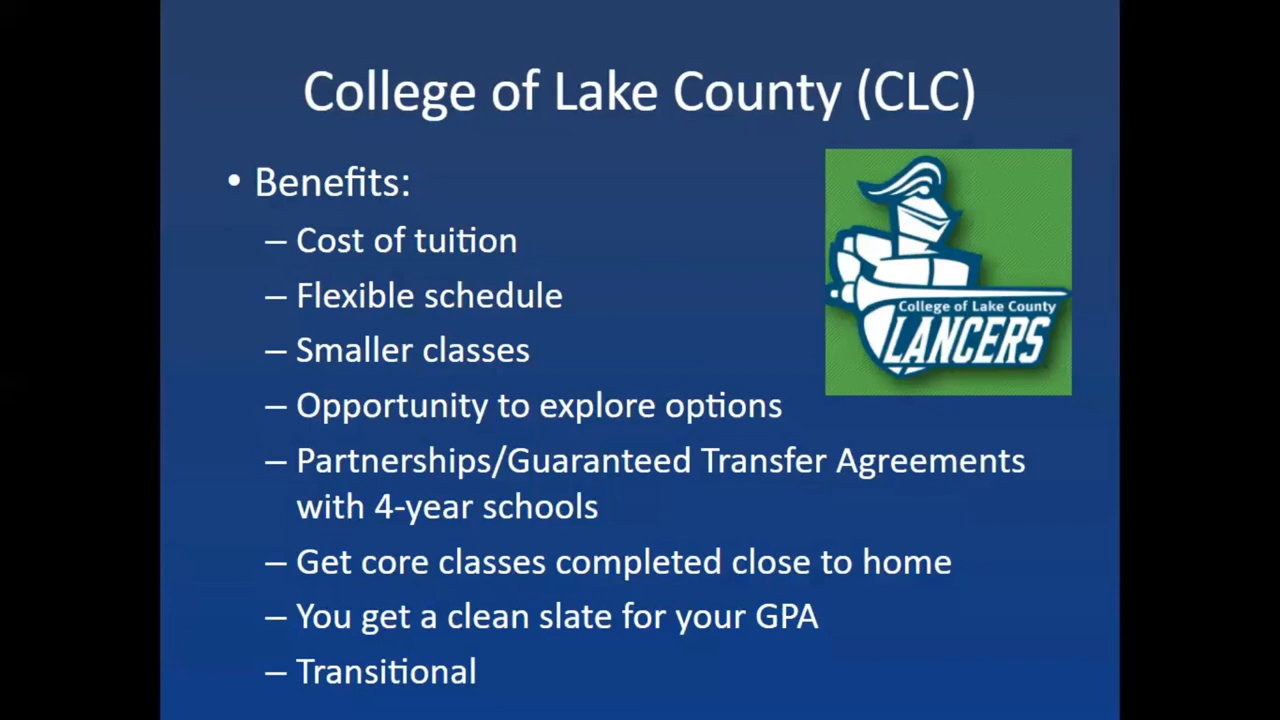 College of Lake County (CLC)
• Benefits:
– Cost of tuition
– Flexible schedule
– Smaller classes
– Opportunity to explore options
– Partnerships/Guaranteed Transfer Agreements
with 4-year schools
– Get core classes completed close to home
– You get a clean slate for your GPA
– Transitional
College of Lake County
LANCERS